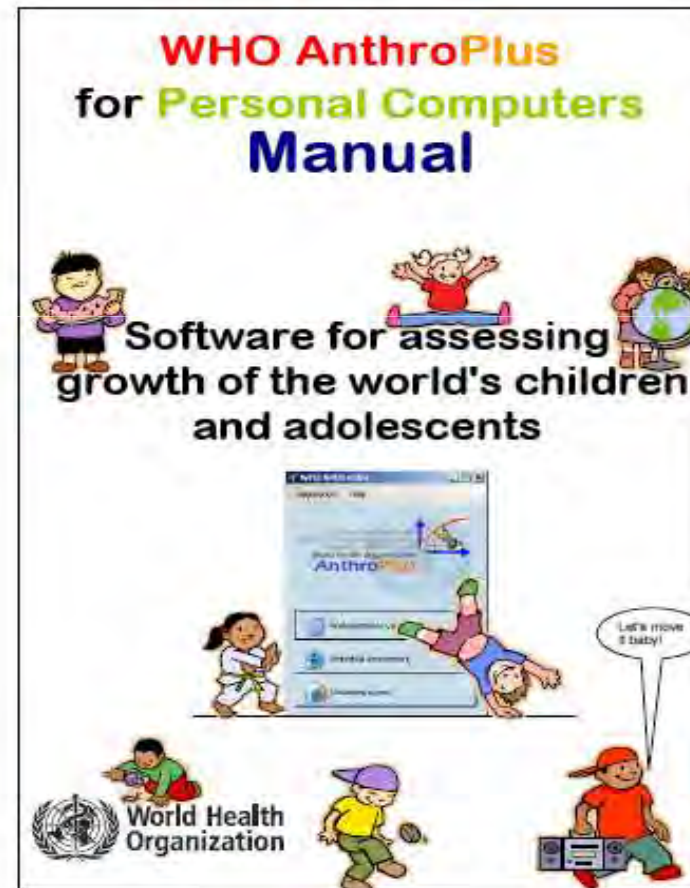 WHO AnthroPlus
for Personal Computers
Manual
Software for assessing
growth of the world's children
and adolescents
AnthroPlus
Let's move
it baby!
World Health
Organization